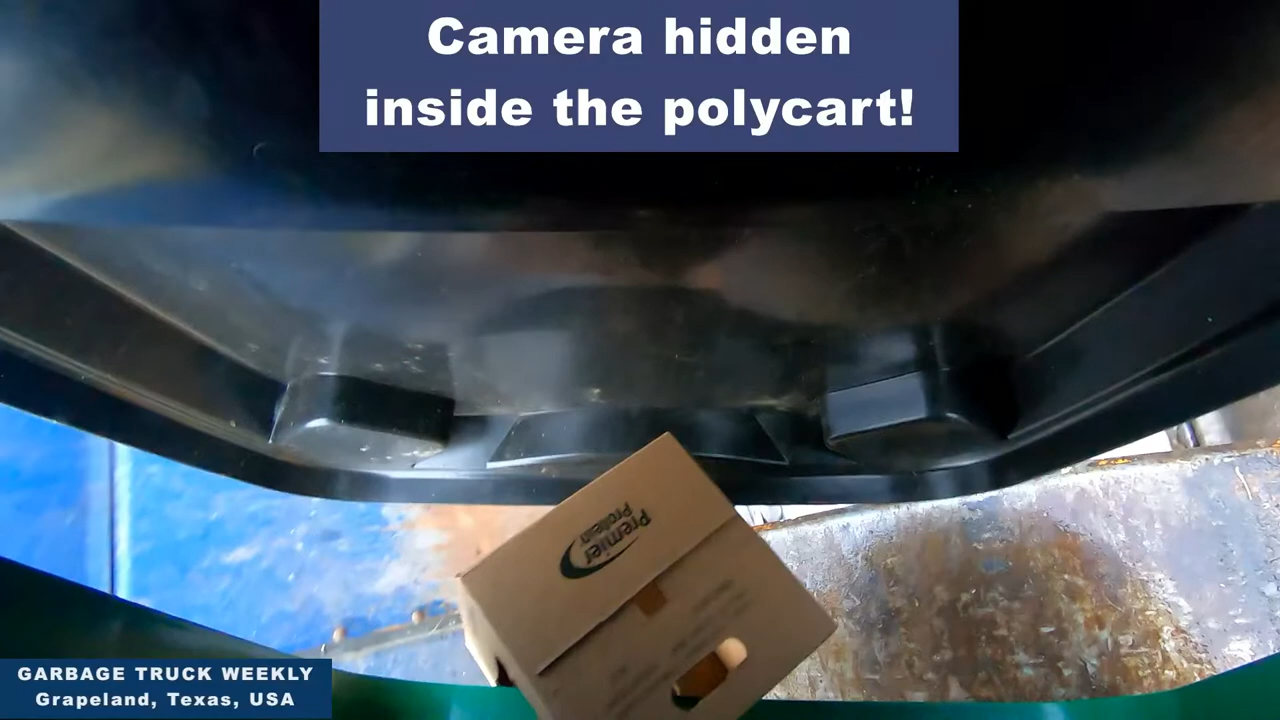 Camera hidden
inside the polycart!
Premier
Protein
GARBAGE TRUCK WEEKLY
Grapeland, Texas, USA